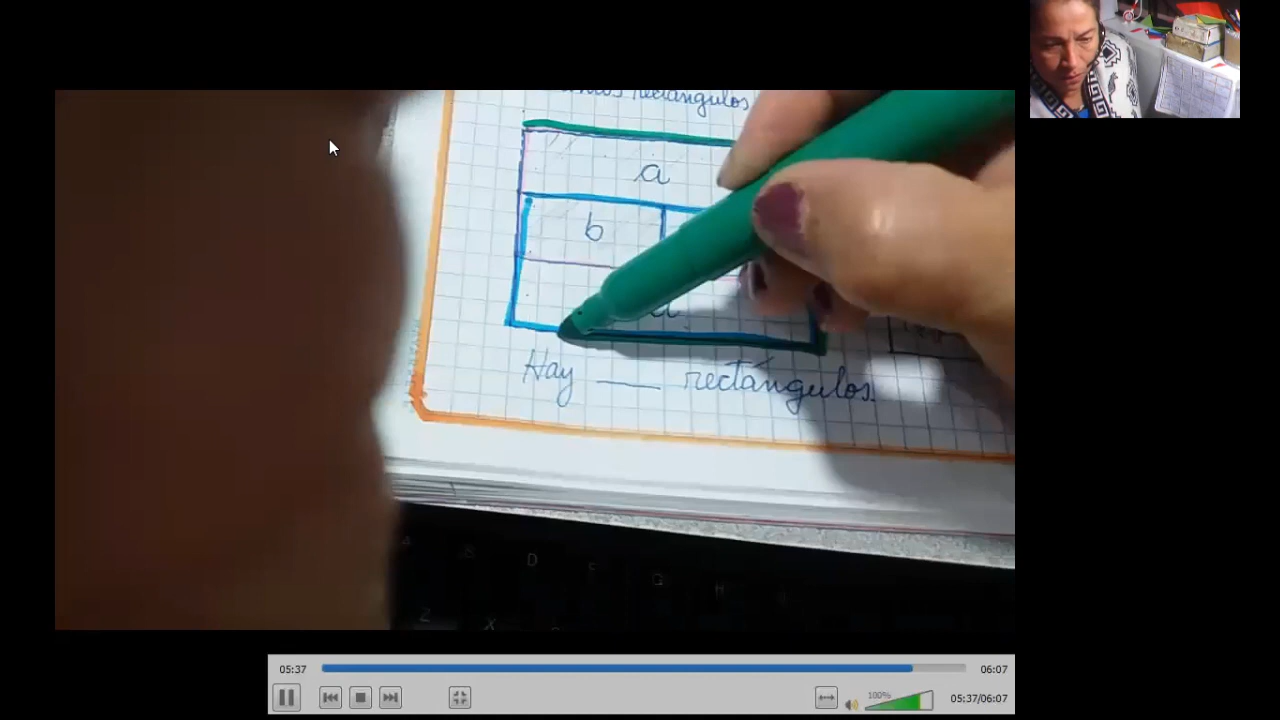 rectángulos
a
b
d
Hay ___ rectángulos.
A
S
D
F
G
H
Z
X
05:37
06:07
100%
05:37/06:07